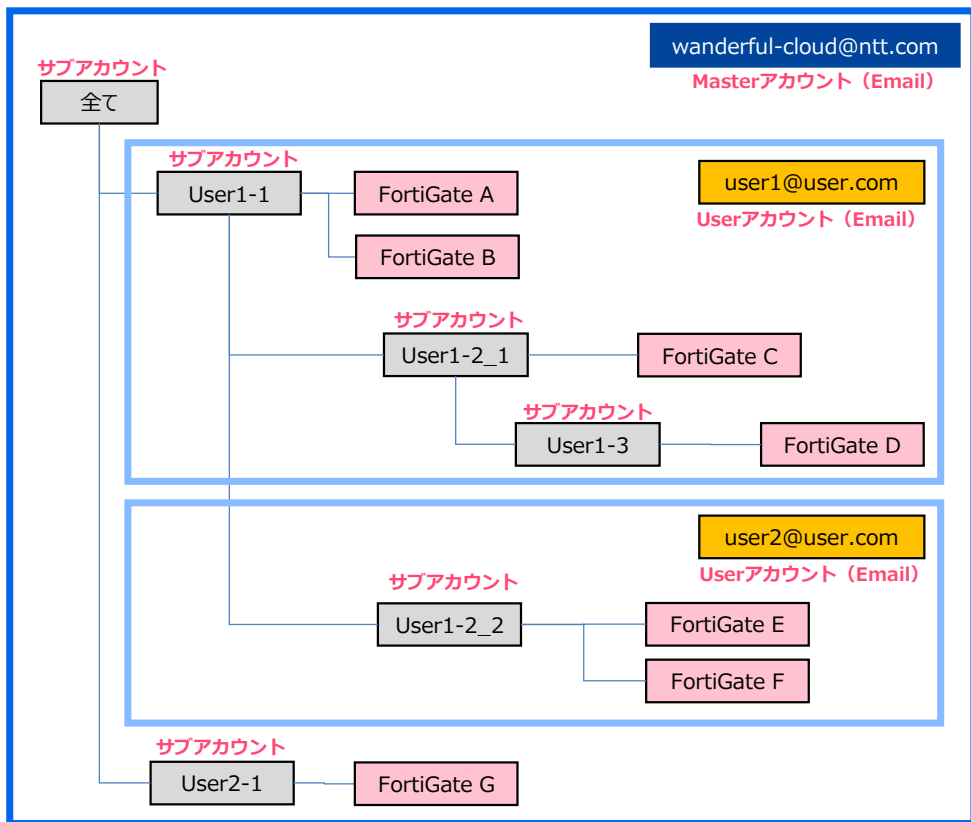 wanderful-cloud@ntt.com
Masterアカウント（Email）
サブアカウント
全て
サブアカウント
User1-1
FortiGate A
user1@user.com
Userアカウント（Email）
FortiGate B
サブアカウント
User1-2_1
FortiGate C
サブアカウント
User1-3
FortiGate D
user2@user.com
Userアカウント（Email）
サブアカウント
User1-2_2
FortiGate E
FortiGate F
サブアカウント
User2-1
FortiGate G